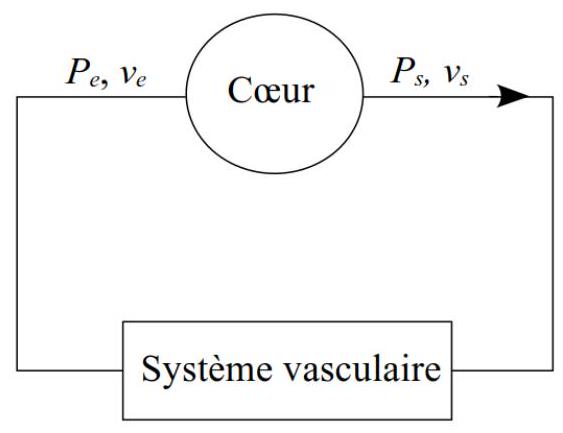 Pe, ve
Cœur
Ps, vs
Système vasculaire